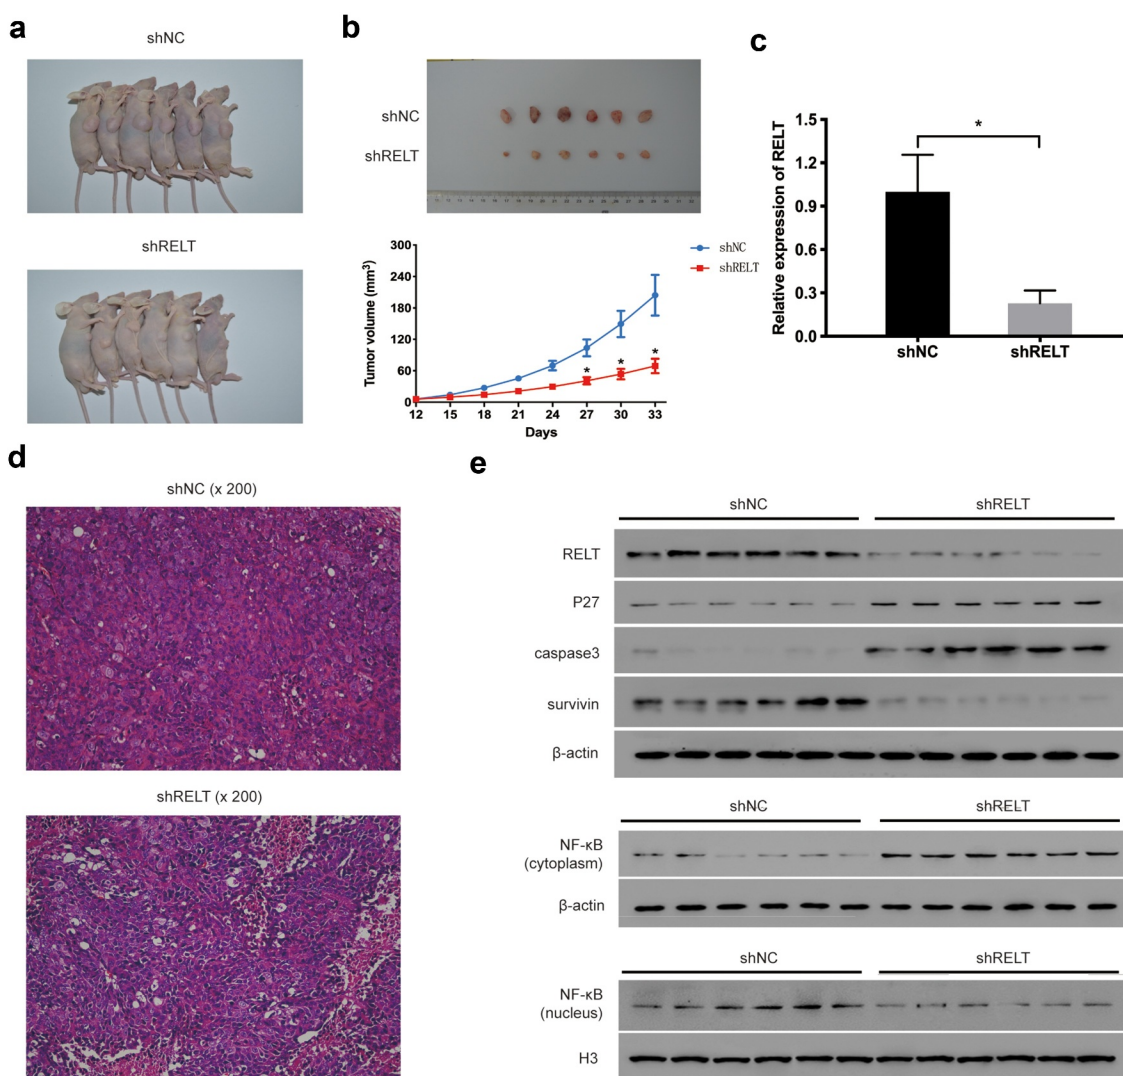 a
shNC
shRELT
b
shNC
shRELT
Tumor volume (mm3)
300
240
180
120
60
0
12 15 18 21 24 27 30 33
Days
* * *
shNC
shRELT
c
Relative expression of RELT
1.5
1.2
0.9
0.6
0.3
0.0
*
shNC shRELT
d
shNC (x 200)
shRELT (x 200)
e
shNC shRELT
RELT
P27
caspase3
survivin
β-actin
shNC shRELT
NF-κB
(cytoplasm)
β-actin
shNC shRELT
NF-κB
(nucleus)
H3